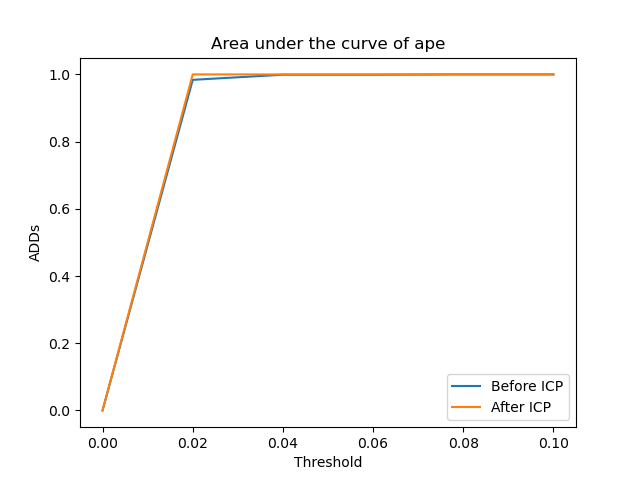 Area under the curve of ape
ADDs
1.0
0.8
0.6
0.4
0.2
0.0
Before ICP
After ICP
0.00 0.02 0.04 0.06 0.08 0.10
Threshold